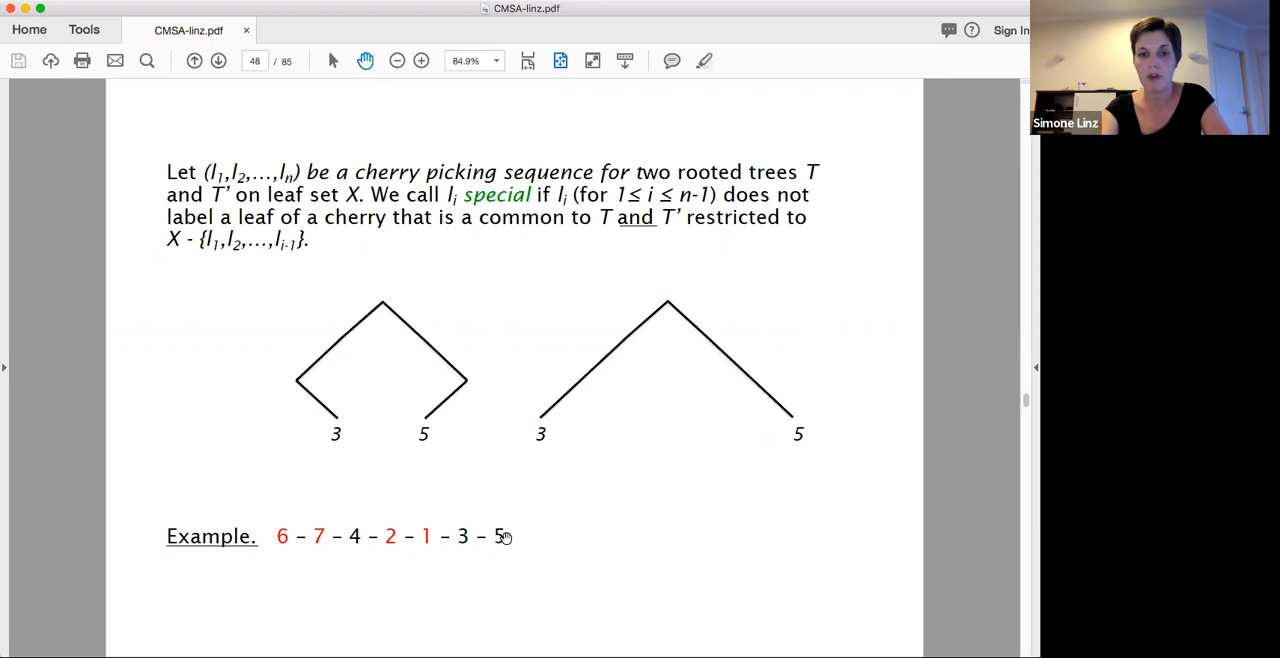 CMSA-linz.pdf
Home Tools CMSA-linz.pdf × Sign In
48 / 85 84.9%
Simone Linz
Let (l1,l2,…,ln) be a cherry picking sequence for two rooted trees T
and T' on leaf set X. We call li special if li (for 1≤ i ≤ n-1) does not
label a leaf of a cherry that is a common to T and T' restricted to
X - {l1,l2,…,li-1}.
3 5 3 5
Example. 6 – 7 – 4 – 2 – 1 – 3 – 5